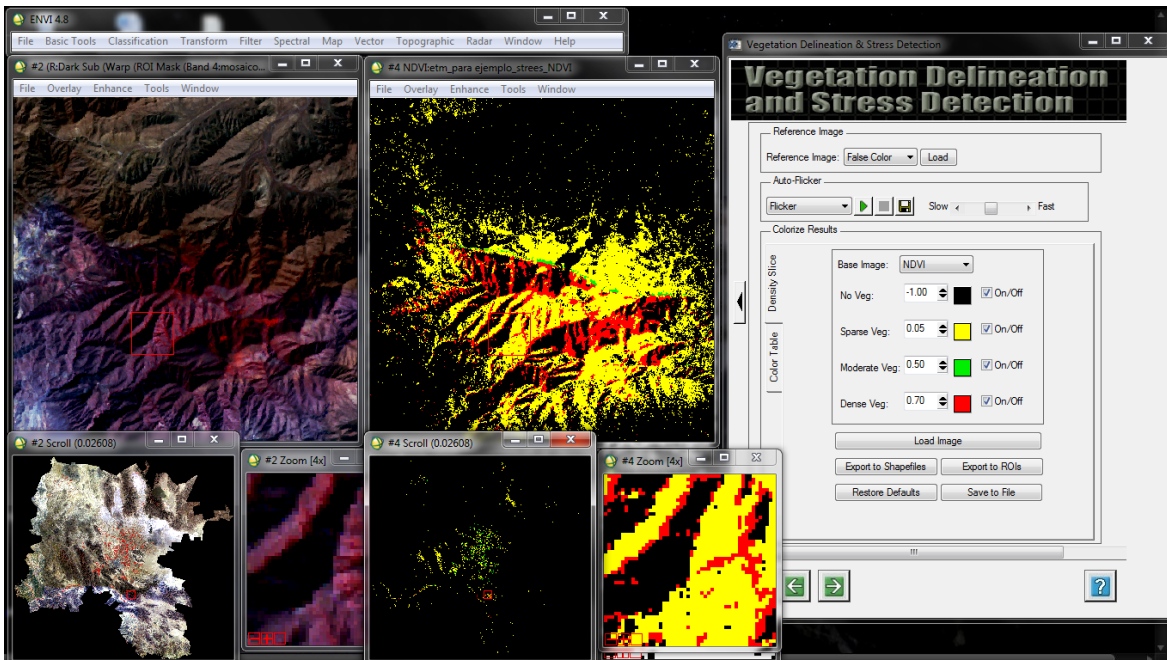 ENVI 4.8
File Basic Tools Classification Transform Filter Spectral Map Vector Topographic Radar Window Help
#2 (R:Dark Sub (Warp (ROI Mask (Band 4:mosaico...
File Overlay Enhance Tools Window
#4 NDVI:etm_para ejemplo_strees_NDVI
File Overlay Enhance Tools Window
#2 Scroll (0.02608)
#2 Zoom [4x]
#4 Scroll (0.02608)
#4 Zoom [4x]
Vegetation Delineation & Stress Detection
Vegetation Delineation
and Stress Detection
Reference Image
Reference Image: False Color Load
Auto-Flicker
Flicker Slow Fast
Colorize Results
Density Slice
Color Table
Base Image: NDVI
No Veg: -1.00 On/Off
Sparse Veg: 0.05 On/Off
Moderate Veg: 0.50 On/Off
Dense Veg: 0.70 On/Off
Load Image
Export to Shapefiles Export to ROIs
Restore Defaults Save to File